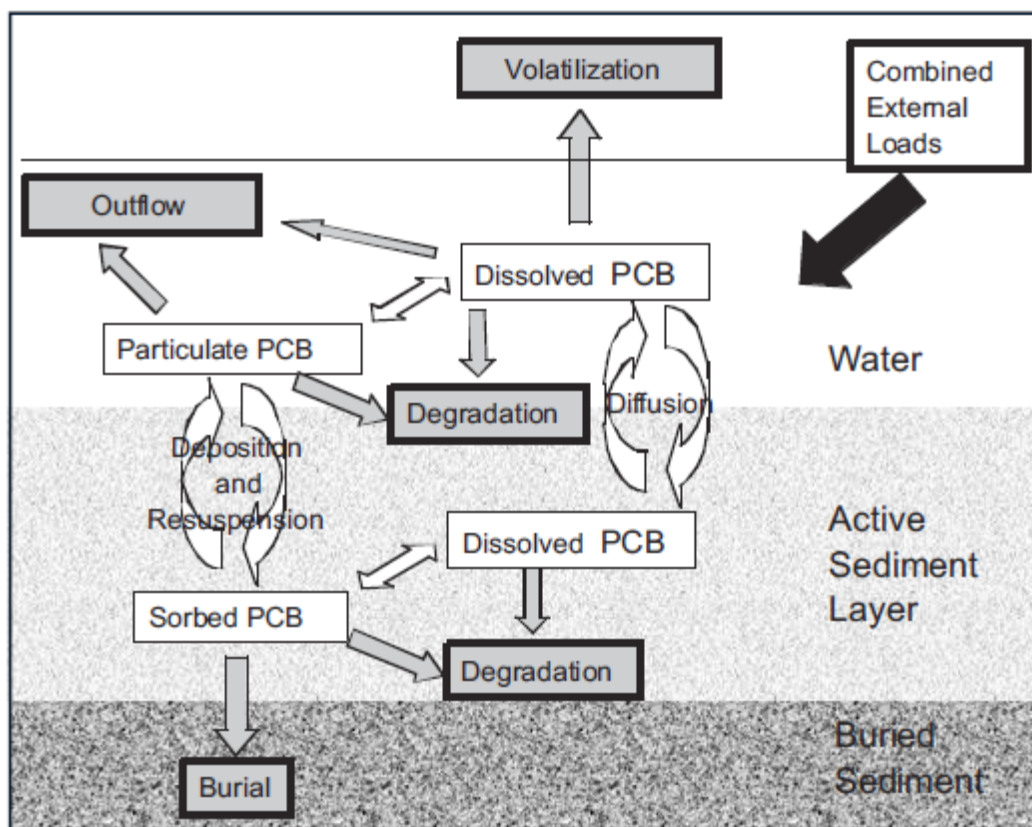 Volatilization
Combined
External
Loads
Outflow
Dissolved PCB
Particulate PCB
Water
Degradation
Diffusion
Deposition
and
Resuspension
Dissolved PCB
Active
Sediment
Layer
Sorbed PCB
Degradation
Buried
Sediment
Burial